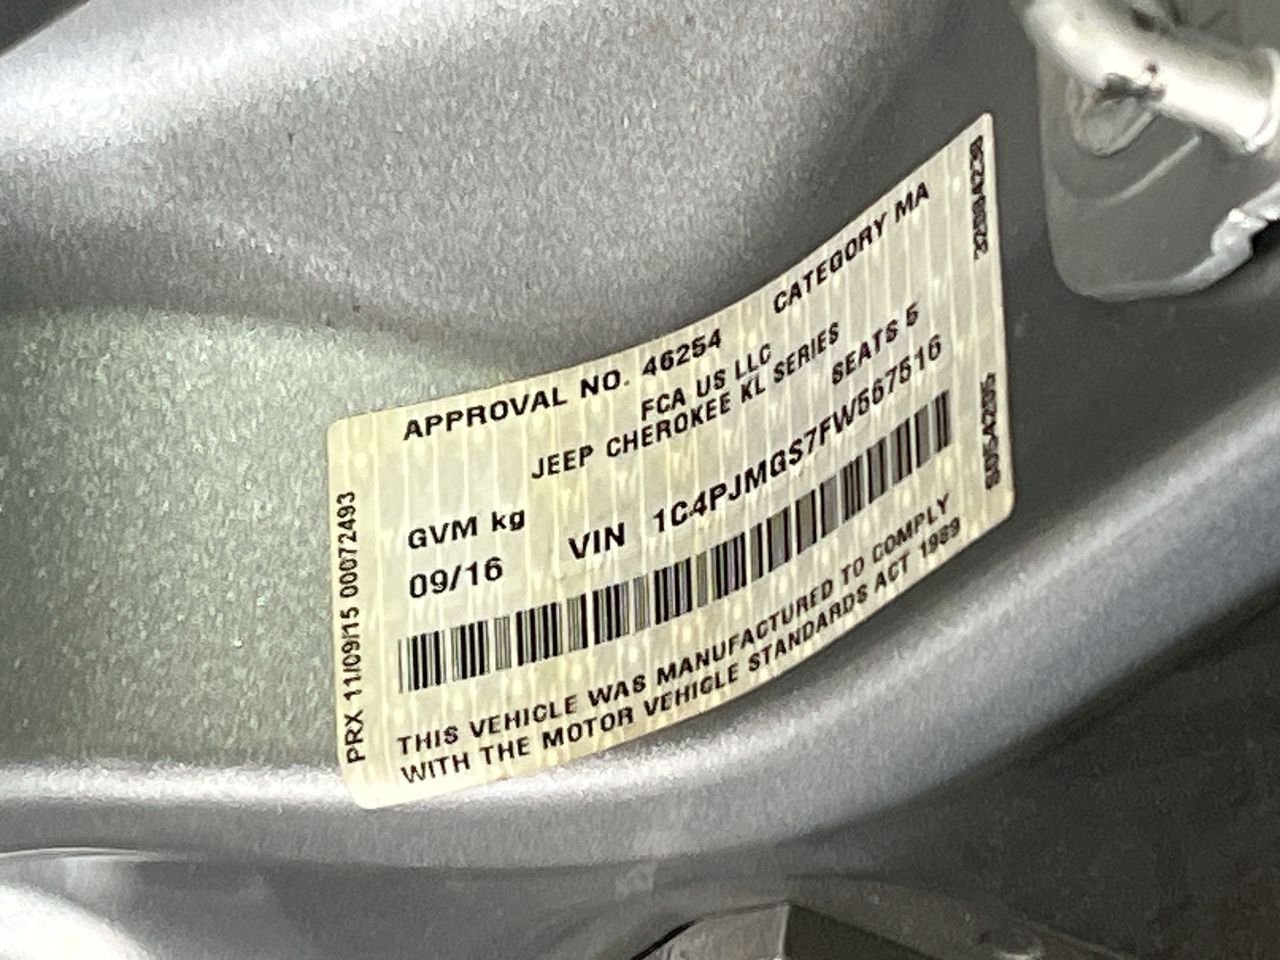 APPROVAL NO. 46254 CATEGORY MA
FCA US LLC
JEEP CHEROKEE KL SERIES
SEATS 5
GVM kg
09/16 VIN 1C4PJMGS7FW567516
THIS VEHICLE WAS MANUFACTURED TO COMPLY
WITH THE MOTOR VEHICLE STANDARDS ACT 1989
PRX 11/09/15 00072493